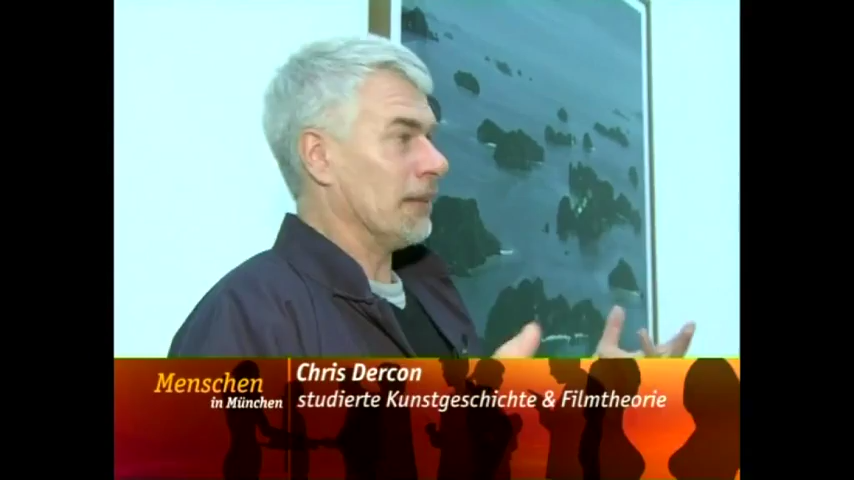 Menschen
in München
Chris Dercon
studierte Kunstgeschichte & Filmtheorie